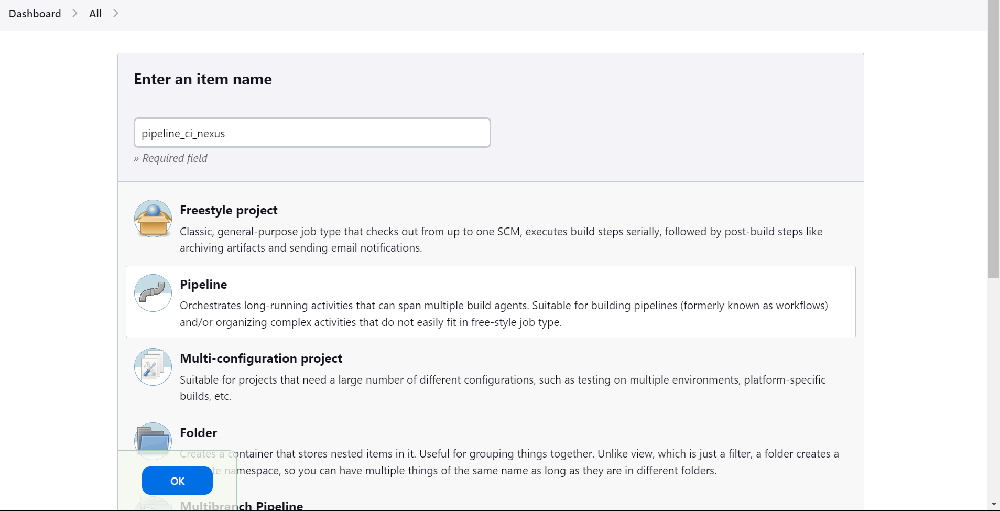 Dashboard > All >
Enter an item name
pipeline_ci_nexus
» Required field
Freestyle project
Classic, general-purpose job type that checks out from up to one SCM, executes build steps serially, followed by post-build steps like
archiving artifacts and sending email notifications.
Pipeline
Orchestrates long-running activities that can span multiple build agents. Suitable for building pipelines (formerly known as workflows)
and/or organizing complex activities that do not easily fit in free-style job type.
Multi-configuration project
Suitable for projects that need a large number of different configurations, such as testing on multiple environments, platform-specific
builds, etc.
Folder
Creates a container that stores nested items in it. Useful for grouping things together. Unlike view, which is just a filter, a folder creates a
namespace, so you can have multiple things of the same name as long as they are in different folders.
OK
Multibranch Pipeline